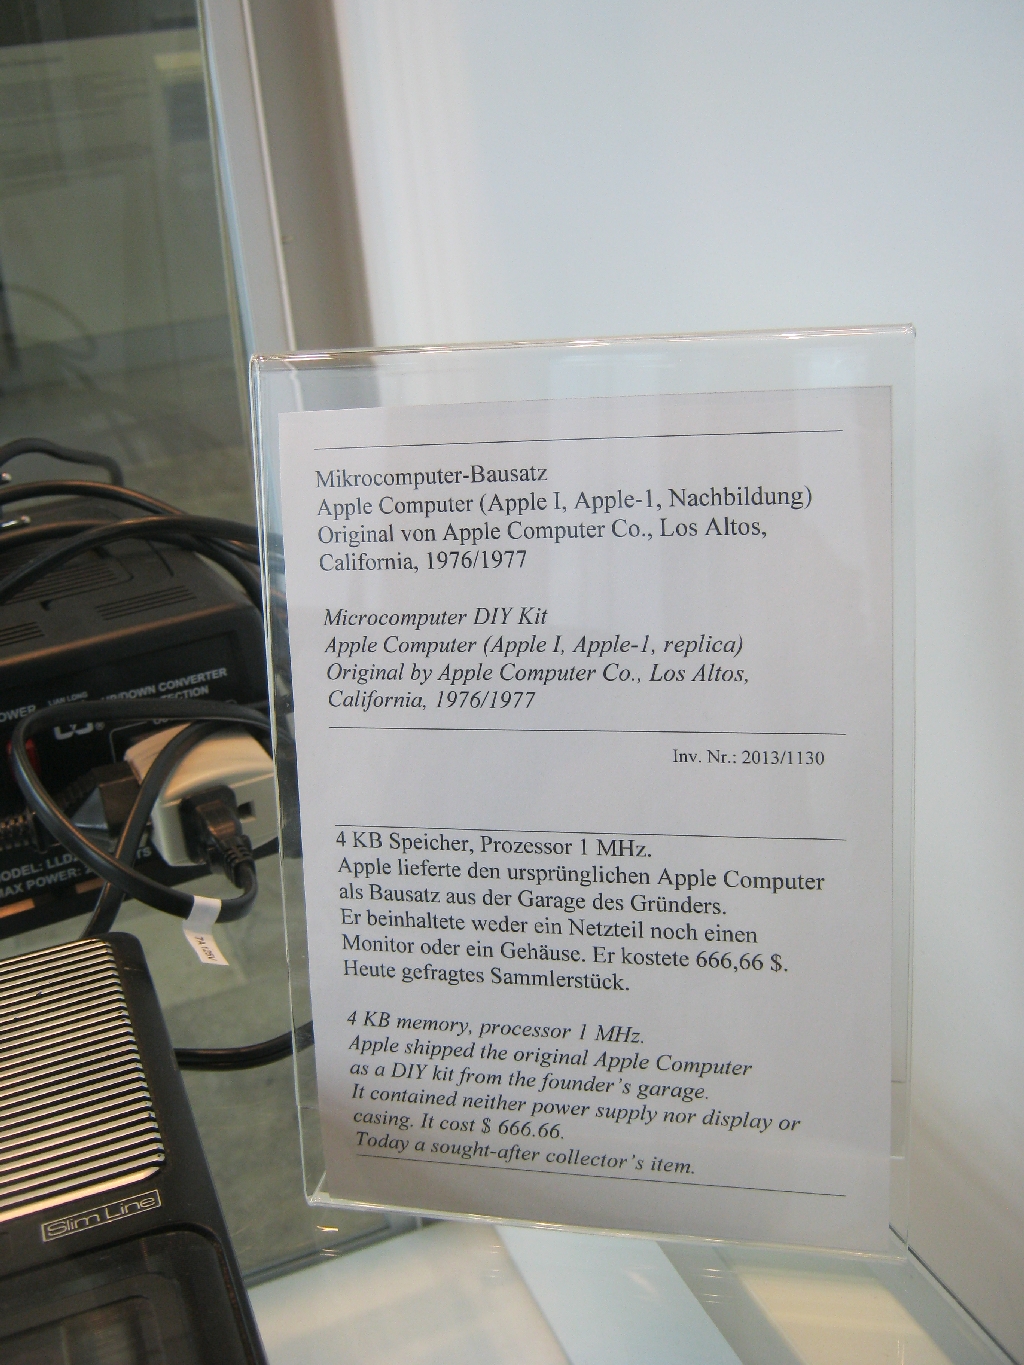 Mikrocomputer-Bausatz
Apple Computer (Apple I, Apple-1, Nachbildung)
Original von Apple Computer Co., Los Altos,
California, 1976/1977
Microcomputer DIY Kit
Apple Computer (Apple I, Apple-1, replica)
Original by Apple Computer Co., Los Altos,
California, 1976/1977
Inv. Nr.: 2013/1130
4 KB Speicher, Prozessor 1 MHz.
Apple lieferte den ursprünglichen Apple Computer
als Bausatz aus der Garage des Gründers.
Er beinhaltete weder ein Netzteil noch einen
Monitor oder ein Gehäuse. Er kostete 666,66 $.
Heute gefragtes Sammlerstück.
4 KB memory, processor 1 MHz.
Apple shipped the original Apple Computer
as a DIY kit from the founder's garage.
It contained neither power supply nor display or
casing. It cost $ 666.66.
Today a sought-after collector's item.
DOWN CONVERTER
MODEL:
MAX POWER:
Slim Line